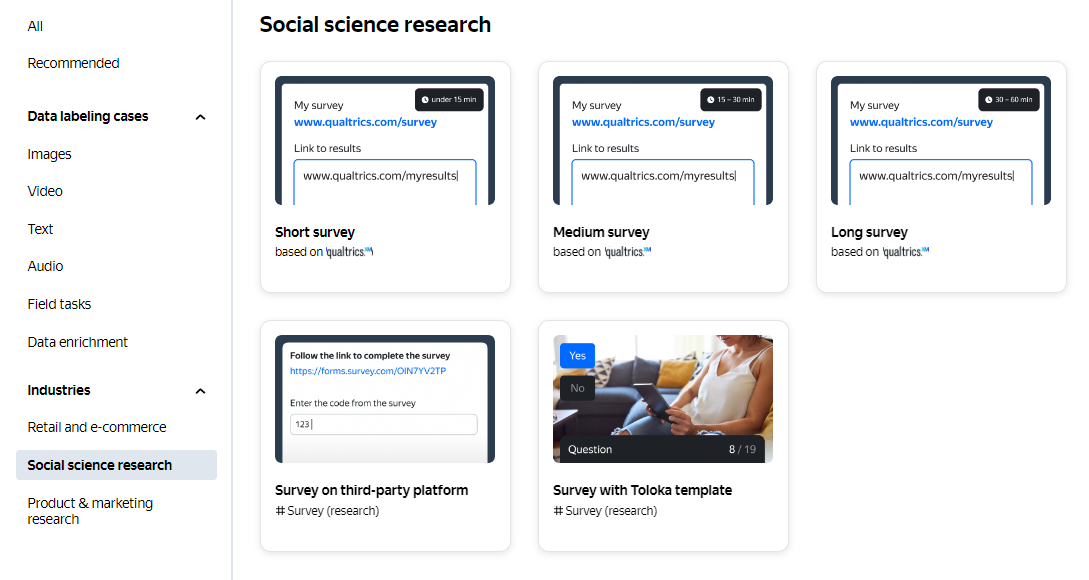 All
Recommended
Data labeling cases
Images
Video
Text
Audio
Field tasks
Data enrichment
Industries
Retail and e-commerce
Social science research
Product & marketing
research
Social science research
under 15 min
My survey
www.qualtrics.com/survey
Link to results
www.qualtrics.com/myresults
Short survey
based on qualtrics.XM
15 – 30 min
My survey
www.qualtrics.com/survey
Link to results
www.qualtrics.com/myresults
Medium survey
based on qualtrics.XM
30 – 60 min
My survey
www.qualtrics.com/survey
Link to results
www.qualtrics.com/myresults
Long survey
based on qualtrics.XM
Follow the link to complete the survey
https://forms.survey.com/OIN7YV2TP
Enter the code from the survey
123
Survey on third-party platform
# Survey (research)
Yes
No
Question 8 / 19
Survey with Toloka template
# Survey (research)